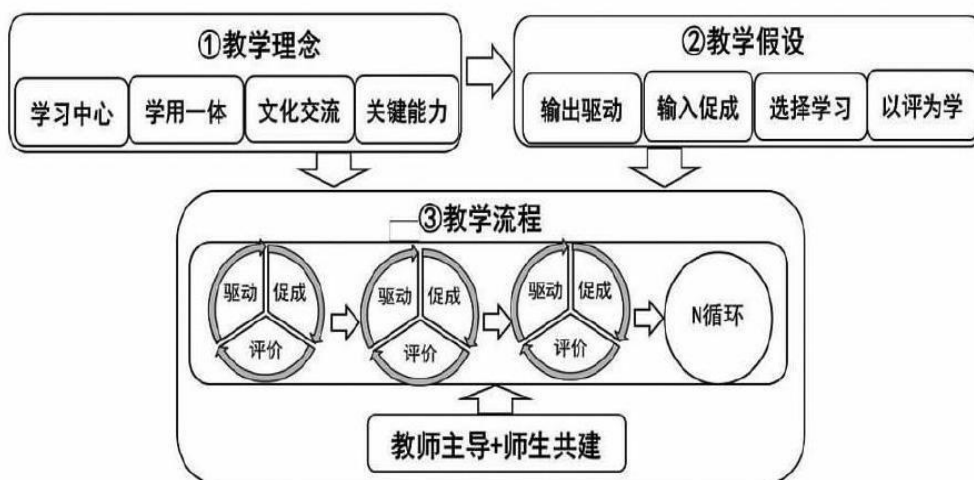 ①教学理念
学习中心 学用一体 文化交流 关键能力
②教学假设
输出驱动 输入促成 选择学习 以评为学
③教学流程
驱动 促成
评价
驱动 促成
评价
驱动 促成
评价
N循环
教师主导+师生共建